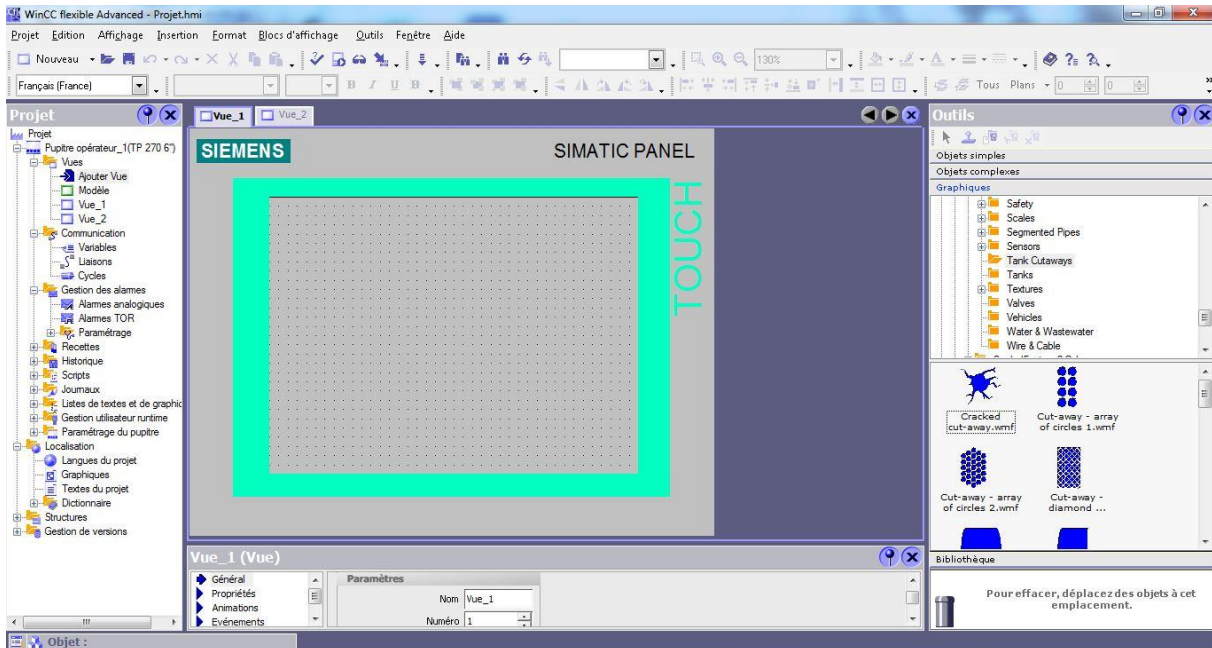 WinCC flexible Advanced - Projet.hmi
Projet Edition Affichage Insertion Format Blocs d'affichage Outils Fenêtre Aide
Nouveau 130%
Français (France) B I U B Tous Plans 0 0
Projet
Projet
Pupitre opérateur_1(TP 270 6")
Vues
Ajouter Vue
Modèle
Vue_1
Vue_2
Communication
Variables
Liaisons
Cycles
Gestion des alarmes
Alarmes analogiques
Alarmes TOR
Paramétrage
Recettes
Historique
Scripts
Journaux
Listes de textes et de graphic
Gestion utilisateur runtime
Paramétrage du pupitre
Localisation
Langues du projet
Graphiques
Textes du projet
Dictionnaire
Structures
Gestion de versions
Vue_1 Vue_2
SIEMENS SIMATIC PANEL
TOUCH
Vue_1 (Vue)
Général
Propriétés
Animations
Evénements
Paramètres
Nom Vue_1
Numéro 1
Outils
Objets simples
Objets complexes
Graphiques
Safety
Scales
Segmented Pipes
Sensors
Tank Cutaways
Tanks
Textures
Valves
Vehicles
Water & Wastewater
Wire & Cable
Cracked
cut-away.wmf
Cut-away - array
of circles 1.wmf
Cut-away - array
of circles 2.wmf
Cut-away -
diamond ...
Bibliothèque
Pour effacer, déplacez des objets à cet
emplacement.
Objet :